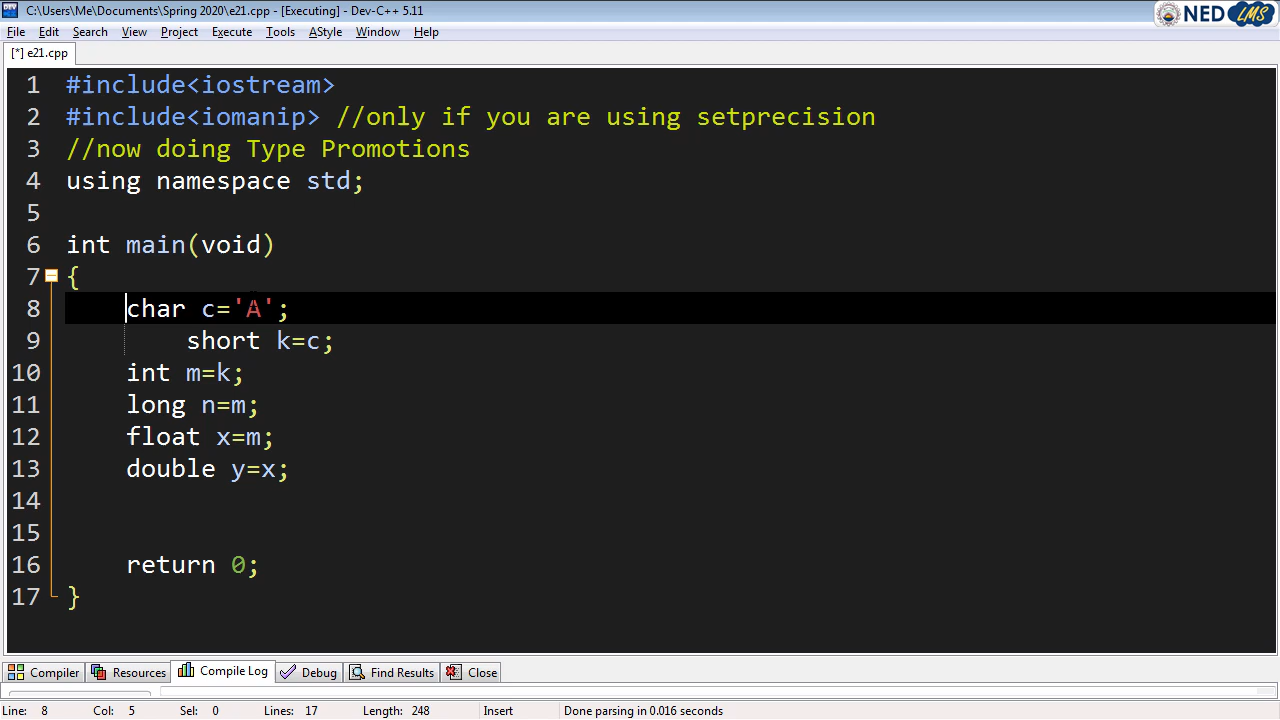 C:\Users\Me\Documents\Spring 2020\e21.cpp - [Executing] - Dev-C++ 5.11
NED LMS
File Edit Search View Project Execute Tools AStyle Window Help
[*] e21.cpp
1 #include<iostream>
2 #include<iomanip> //only if you are using setprecision
3 //now doing Type Promotions
4 using namespace std;
5
6 int main(void)
7 {
8 char c='A';
9 short k=c;
10 int m=k;
11 long n=m;
12 float x=m;
13 double y=x;
14
15
16 return 0;
17 }
Compiler Resources Compile Log Debug Find Results Close
Line: 8 Col: 5 Sel: 0 Lines: 17 Length: 248 Insert Done parsing in 0.016 seconds